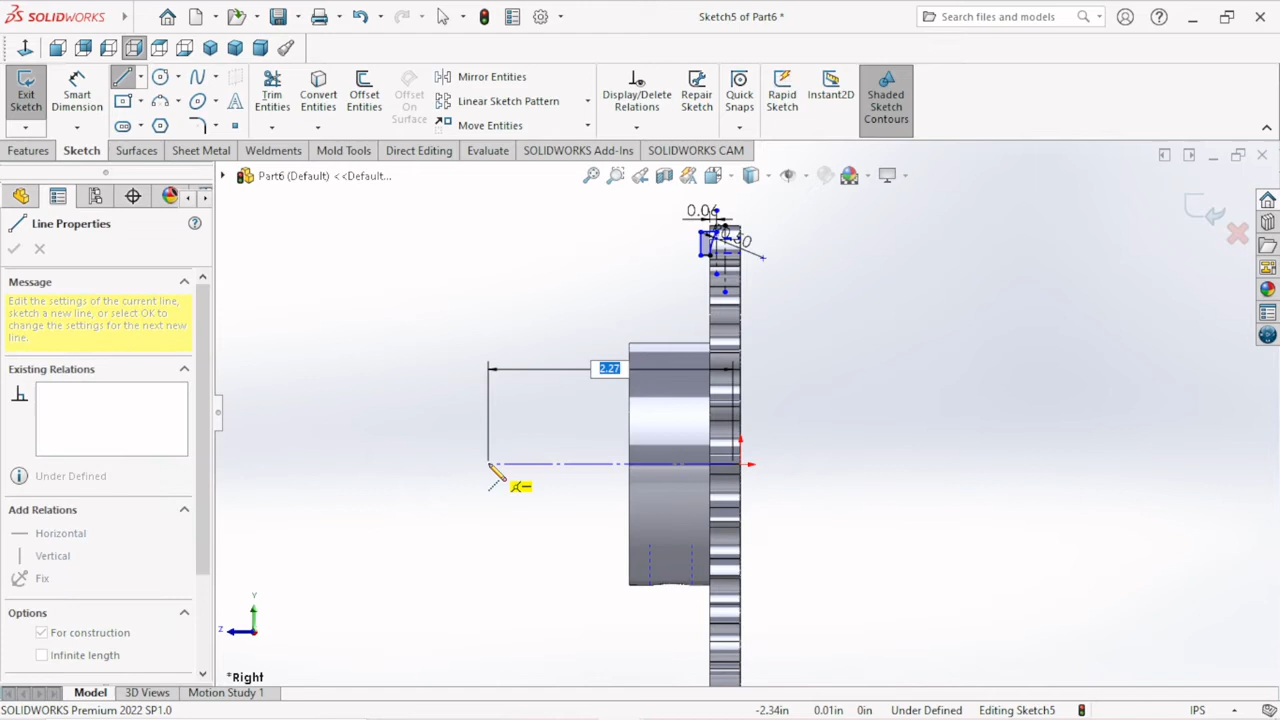 SOLIDWORKS
Sketch5 of Part6 *
Search files and models
Exit Sketch
Smart Dimension
Trim Entities
Convert Entities
Offset Entities
Offset On Surface
Mirror Entities
Linear Sketch Pattern
Move Entities
Display/Delete Relations
Repair Sketch
Quick Snaps
Rapid Sketch
Instant2D
Shaded Sketch Contours
Features
Sketch
Surfaces
Sheet Metal
Weldments
Mold Tools
Direct Editing
Evaluate
SOLIDWORKS Add-Ins
SOLIDWORKS CAM
Part6 (Default) <<Default...
Line Properties
Message
Edit the settings of the current line,
sketch a new line, or select OK to
change the settings for the next new
line.
Existing Relations
Under Defined
Add Relations
Horizontal
Vertical
Fix
Options
For construction
Infinite length
0.06
2.27
Y
Z
*Right
Model
3D Views
Motion Study 1
SOLIDWORKS Premium 2022 SP1.0
-2.34in
0.01in
0in
Under Defined
Editing Sketch5
IPS